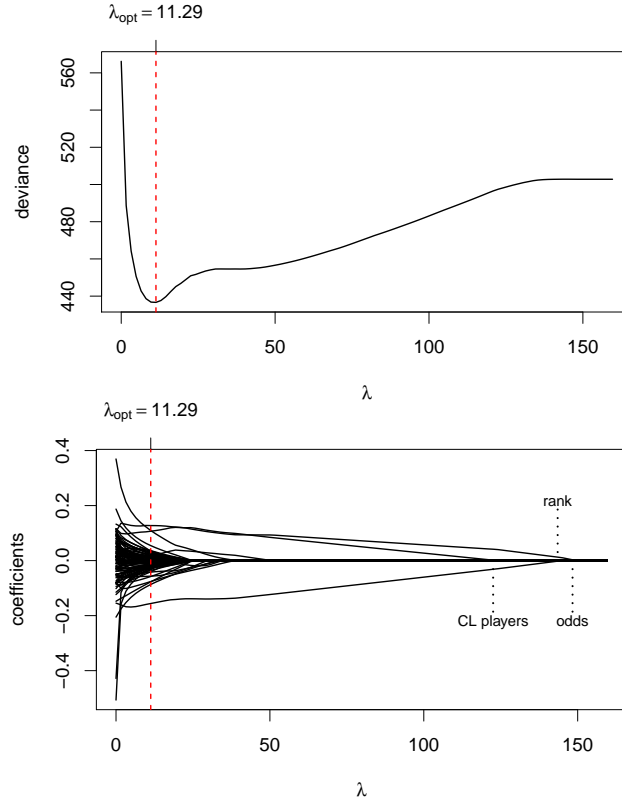 λopt = 11.29
560
520
480
440
deviance
0
50
100
150
λ
λopt = 11.29
0.4
0.2
0.0
−0.2
−0.4
coefficients
rank
CL players
odds
0
50
100
150
λ